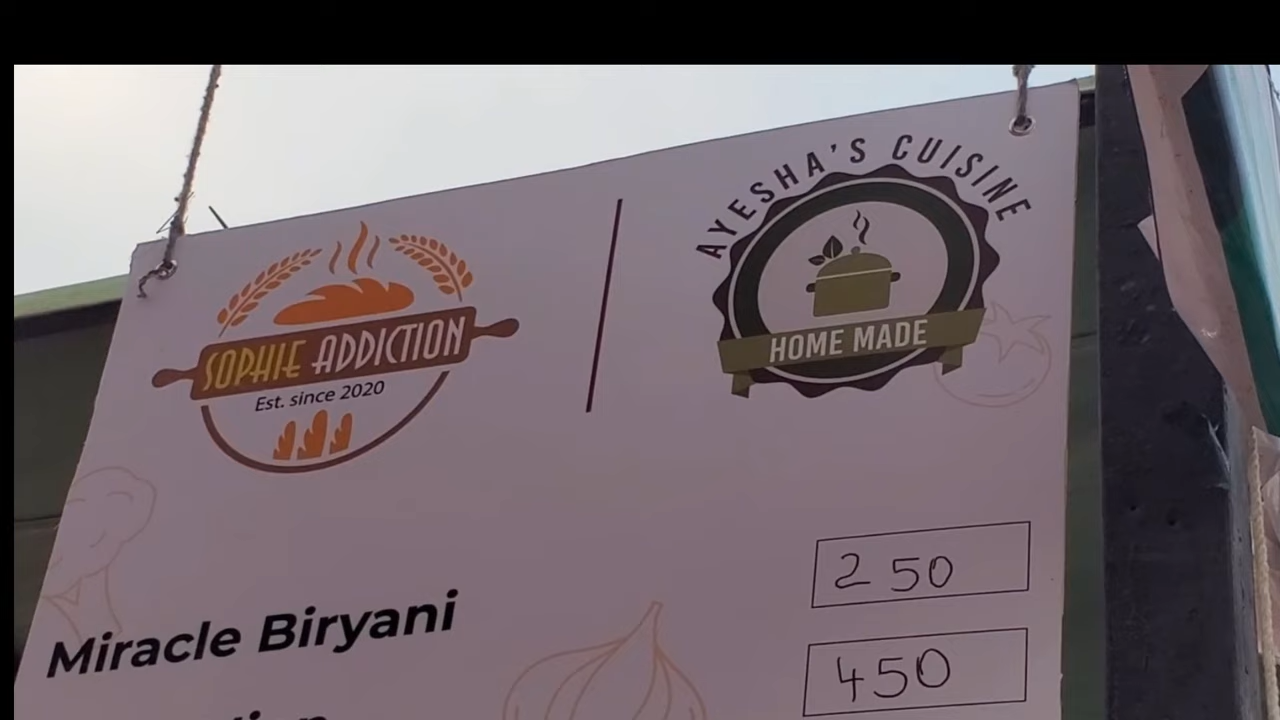 SOPHIE ADDICTION
Est. since 2020
AYESHA'S CUISINE
HOME MADE
Miracle Biryani
250
450